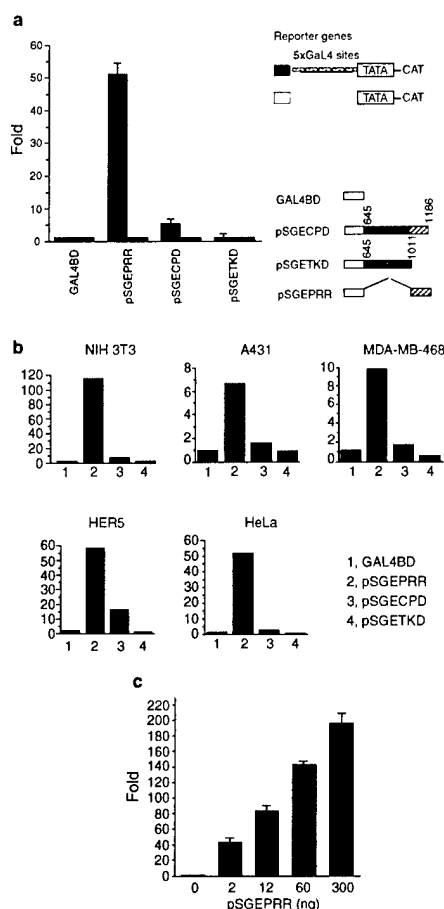 a
Reporter genes
5xGaL4 sites
TATA
CAT
TATA
CAT
Fold
60
50
40
30
20
10
0
GAL4BD
pSGEPRR
pSGECPD
pSGETKD
GAL4BD
pSGECPD
645
1186
pSGETKD
645
1011
pSGEPRR
b
NIH 3T3
120
100
80
60
40
20
0
1 2 3 4
A431
8
6
4
2
0
1 2 3 4
MDA-MB-468
10
8
6
4
2
0
1 2 3 4
HER5
60
50
40
30
20
10
0
1 2 3 4
HeLa
60
50
40
30
20
10
0
1 2 3 4
1, GAL4BD
2, pSGEPRR
3, pSGECPD
4, pSGETKD
c
Fold
220
200
180
160
140
120
100
80
60
40
20
0
0 2 12 60 300
pSGEPRR (ng)